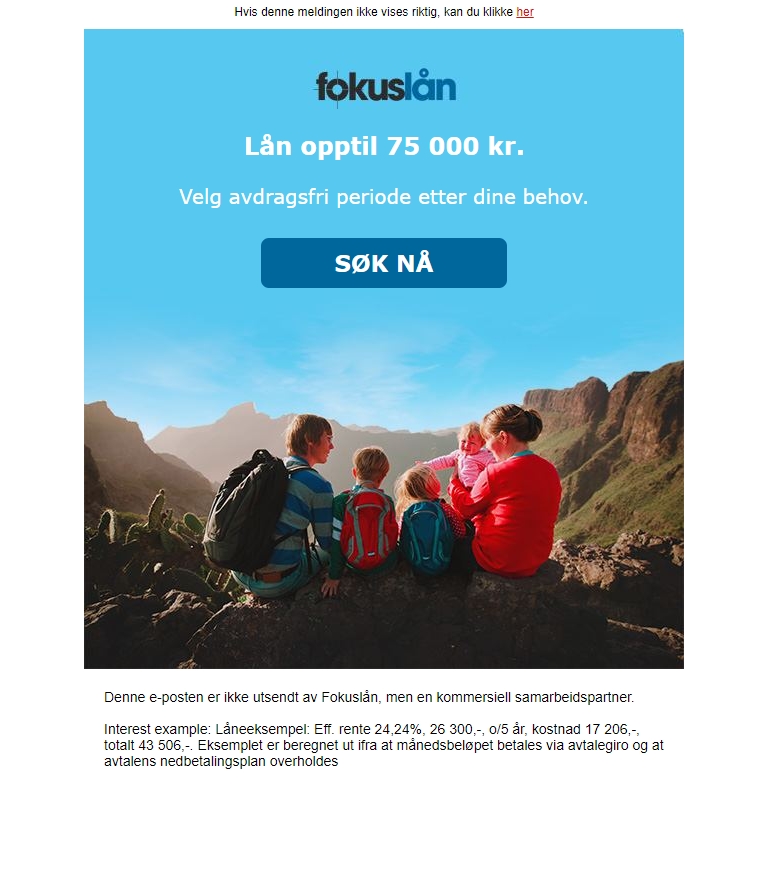 Hvis denne meldingen ikke vises riktig, kan du klikke her
fokuslån
Lån opptil 75 000 kr.
Velg avdragsfri periode etter dine behov.
SØK NÅ
Denne e-posten er ikke utsendt av Fokuslån, men en kommersiell samarbeidspartner.
Interest example: Låneeksempel: Eff. rente 24,24%, 26 300,-, o/5 år, kostnad 17 206,-,
totalt 43 506,-. Eksemplet er beregnet ut ifra at månedsbeløpet betales via avtalegiro og at
avtalens nedbetalingsplan overholdes